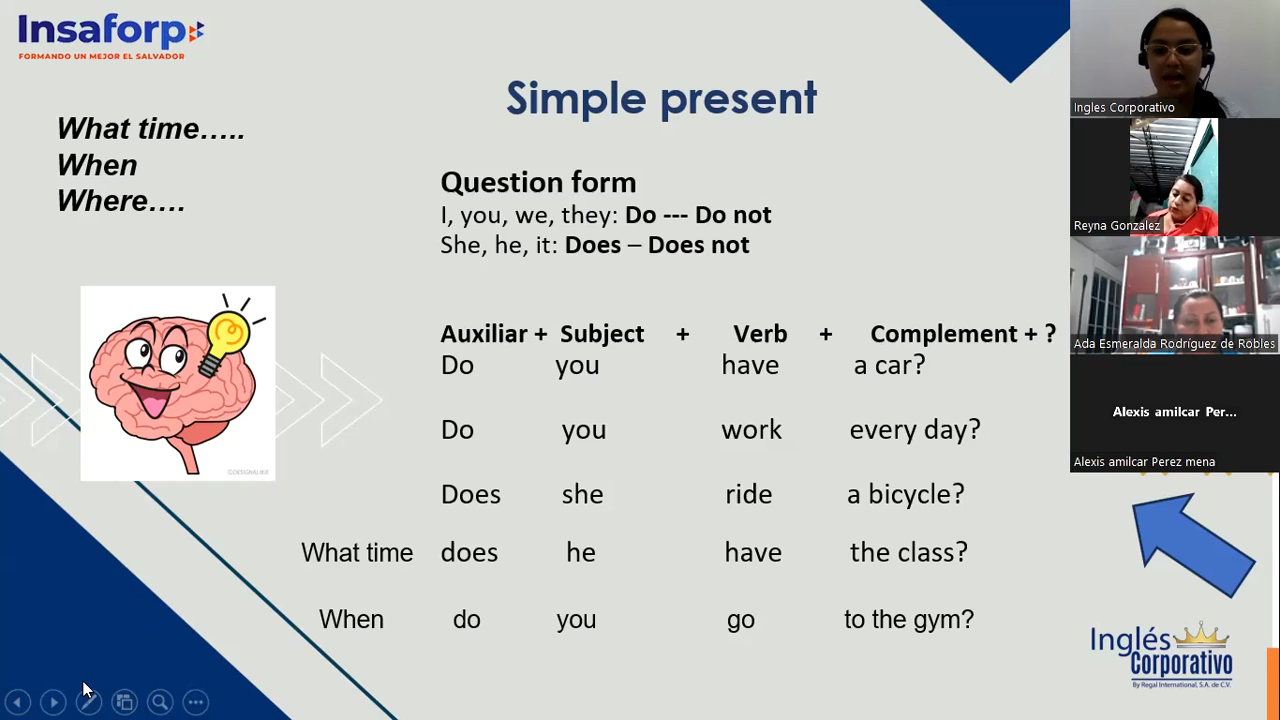 Insaforp
FORMANDO UN MEJOR EL SALVADOR
Simple present
What time…..
When
Where….
Question form
I, you, we, they: Do --- Do not
She, he, it: Does – Does not
Auxiliar + Subject + Verb + Complement + ?
Do you have a car?
Do you work every day?
Does she ride a bicycle?
What time does he have the class?
When do you go to the gym?
©DESIGNALIKIE
Ingles Corporativo
Reyna Gonzalez
Ada Esmeralda Rodríguez de Robles
Alexis amilcar Per...
Alexis amilcar Perez mena
Inglés
Corporativo
By Regal International, S.A. de C.V.